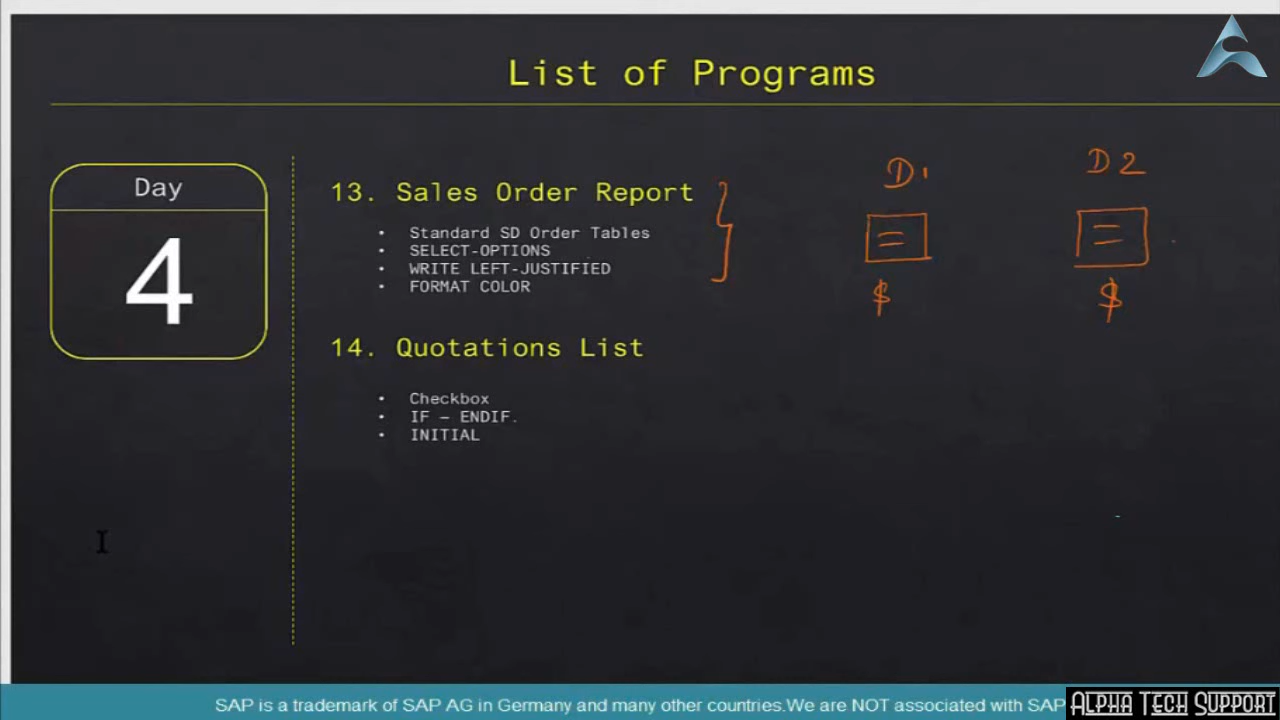 List of Programs
Day
4
13. Sales Order Report
• Standard SD Order Tables
• SELECT-OPTIONS
• WRITE LEFT-JUSTIFIED
• FORMAT COLOR
D1
D2
$
$
14. Quotations List
• Checkbox
• IF – ENDIF.
• INITIAL
SAP is a trademark of SAP AG in Germany and many other countries.We are NOT associated with SAP
ALPHA TECH SUPPORT